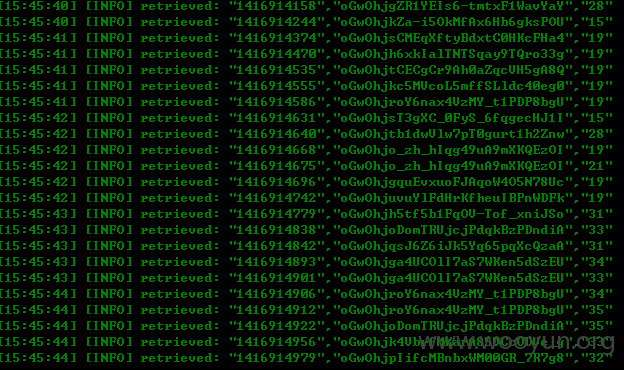 [15:45:40] [INFO] retrieved: "1416914158","oGwOhjgZR1YEIs6-tmtxF1WavYaY","28"
[15:45:40] [INFO] retrieved: "1416914244","oGwOhjkZa-i5OkMfAx6Hb6gksPOU","15"
[15:45:41] [INFO] retrieved: "1416914374","oGwOhjsCMEqXftyBdxtC0HKcFHa4","19"
[15:45:41] [INFO] retrieved: "1416914470","oGwOhjh6xkIalTNTSqay9TQro33g","19"
[15:45:41] [INFO] retrieved: "1416914535","oGwOhjtCECgCr9Ah0aZqcVH5gA8Q","19"
[15:45:41] [INFO] retrieved: "1416914555","oGwOhjkc5MVcoL5mffSLldc40eg0","19"
[15:45:41] [INFO] retrieved: "1416914586","oGwOhjroY6nax4VzMY_t1PDP8bgU","19"
[15:45:42] [INFO] retrieved: "1416914631","oGwOhjsT3gXC_0FyS_6fqgecHJ1I","15"
[15:45:42] [INFO] retrieved: "1416914640","oGwOhjtb1dwVlw7pT0gurt1h2Znw","28"
[15:45:42] [INFO] retrieved: "1416914668","oGwOhjo_zh_hIqg49uA9mXKQEzOI","19"
[15:45:42] [INFO] retrieved: "1416914675","oGwOhjo_zh_hIqg49uA9mXKQEzOI","21"
[15:45:42] [INFO] retrieved: "1416914696","oGwOhjgquEvxuoFJAqoW4O5N78Uc","19"
[15:45:42] [INFO] retrieved: "1416914742","oGwOhjuvuYlFdHrKfheuIBPnWDFk","19"
[15:45:43] [INFO] retrieved: "1416914779","oGwOhjh5tf5b1FqOV-Tof_xniJSo","31"
[15:45:43] [INFO] retrieved: "1416914838","oGwOhjoDomTRUjcjPdqkBzPDndiA","33"
[15:45:43] [INFO] retrieved: "1416914842","oGwOhjqsJ6Z6iJk5Yq65pqXcQzaA","31"
[15:45:43] [INFO] retrieved: "1416914893","oGwOhjga4UCOlI7aS7WKen5dSzEU","34"
[15:45:43] [INFO] retrieved: "1416914901","oGwOhjga4UCOlI7aS7WKen5dSzEU","33"
[15:45:44] [INFO] retrieved: "1416914906","oGwOhjroY6nax4VzMY_t1PDP8bgU","34"
[15:45:44] [INFO] retrieved: "1416914912","oGwOhjroY6nax4VzMY_t1PDP8bgU","35"
[15:45:44] [INFO] retrieved: "1416914922","oGwOhjoDomTRUjcjPdqkBzPDndiA","35"
[15:45:44] [INFO] retrieved: "1416914956","33"
[15:45:44] [INFO] retrieved: "1416914979","oGwOhjpIifcMBnbxWM00GR_7R7g8","32"
www.wooyun.org